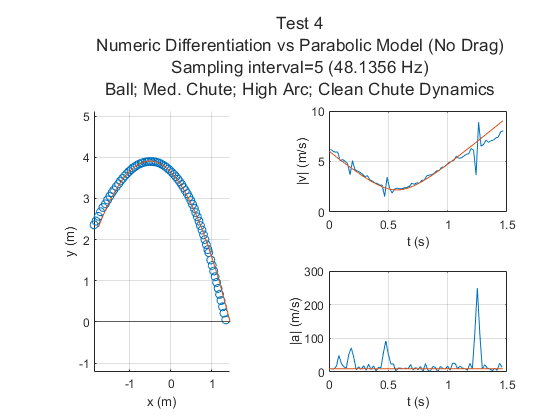 Test 4
Numeric Differentiation vs Parabolic Model (No Drag)
Sampling interval=5 (48.1356 Hz)
Ball; Med. Chute; High Arc; Clean Chute Dynamics
5
4
3
2
1
0
-1
y (m)
-1 0 1
x (m)
10
5
0
|v| (m/s)
0 0.5 1 1.5
t (s)
300
200
100
0
|a| (m/s)
0 0.5 1 1.5
t (s)